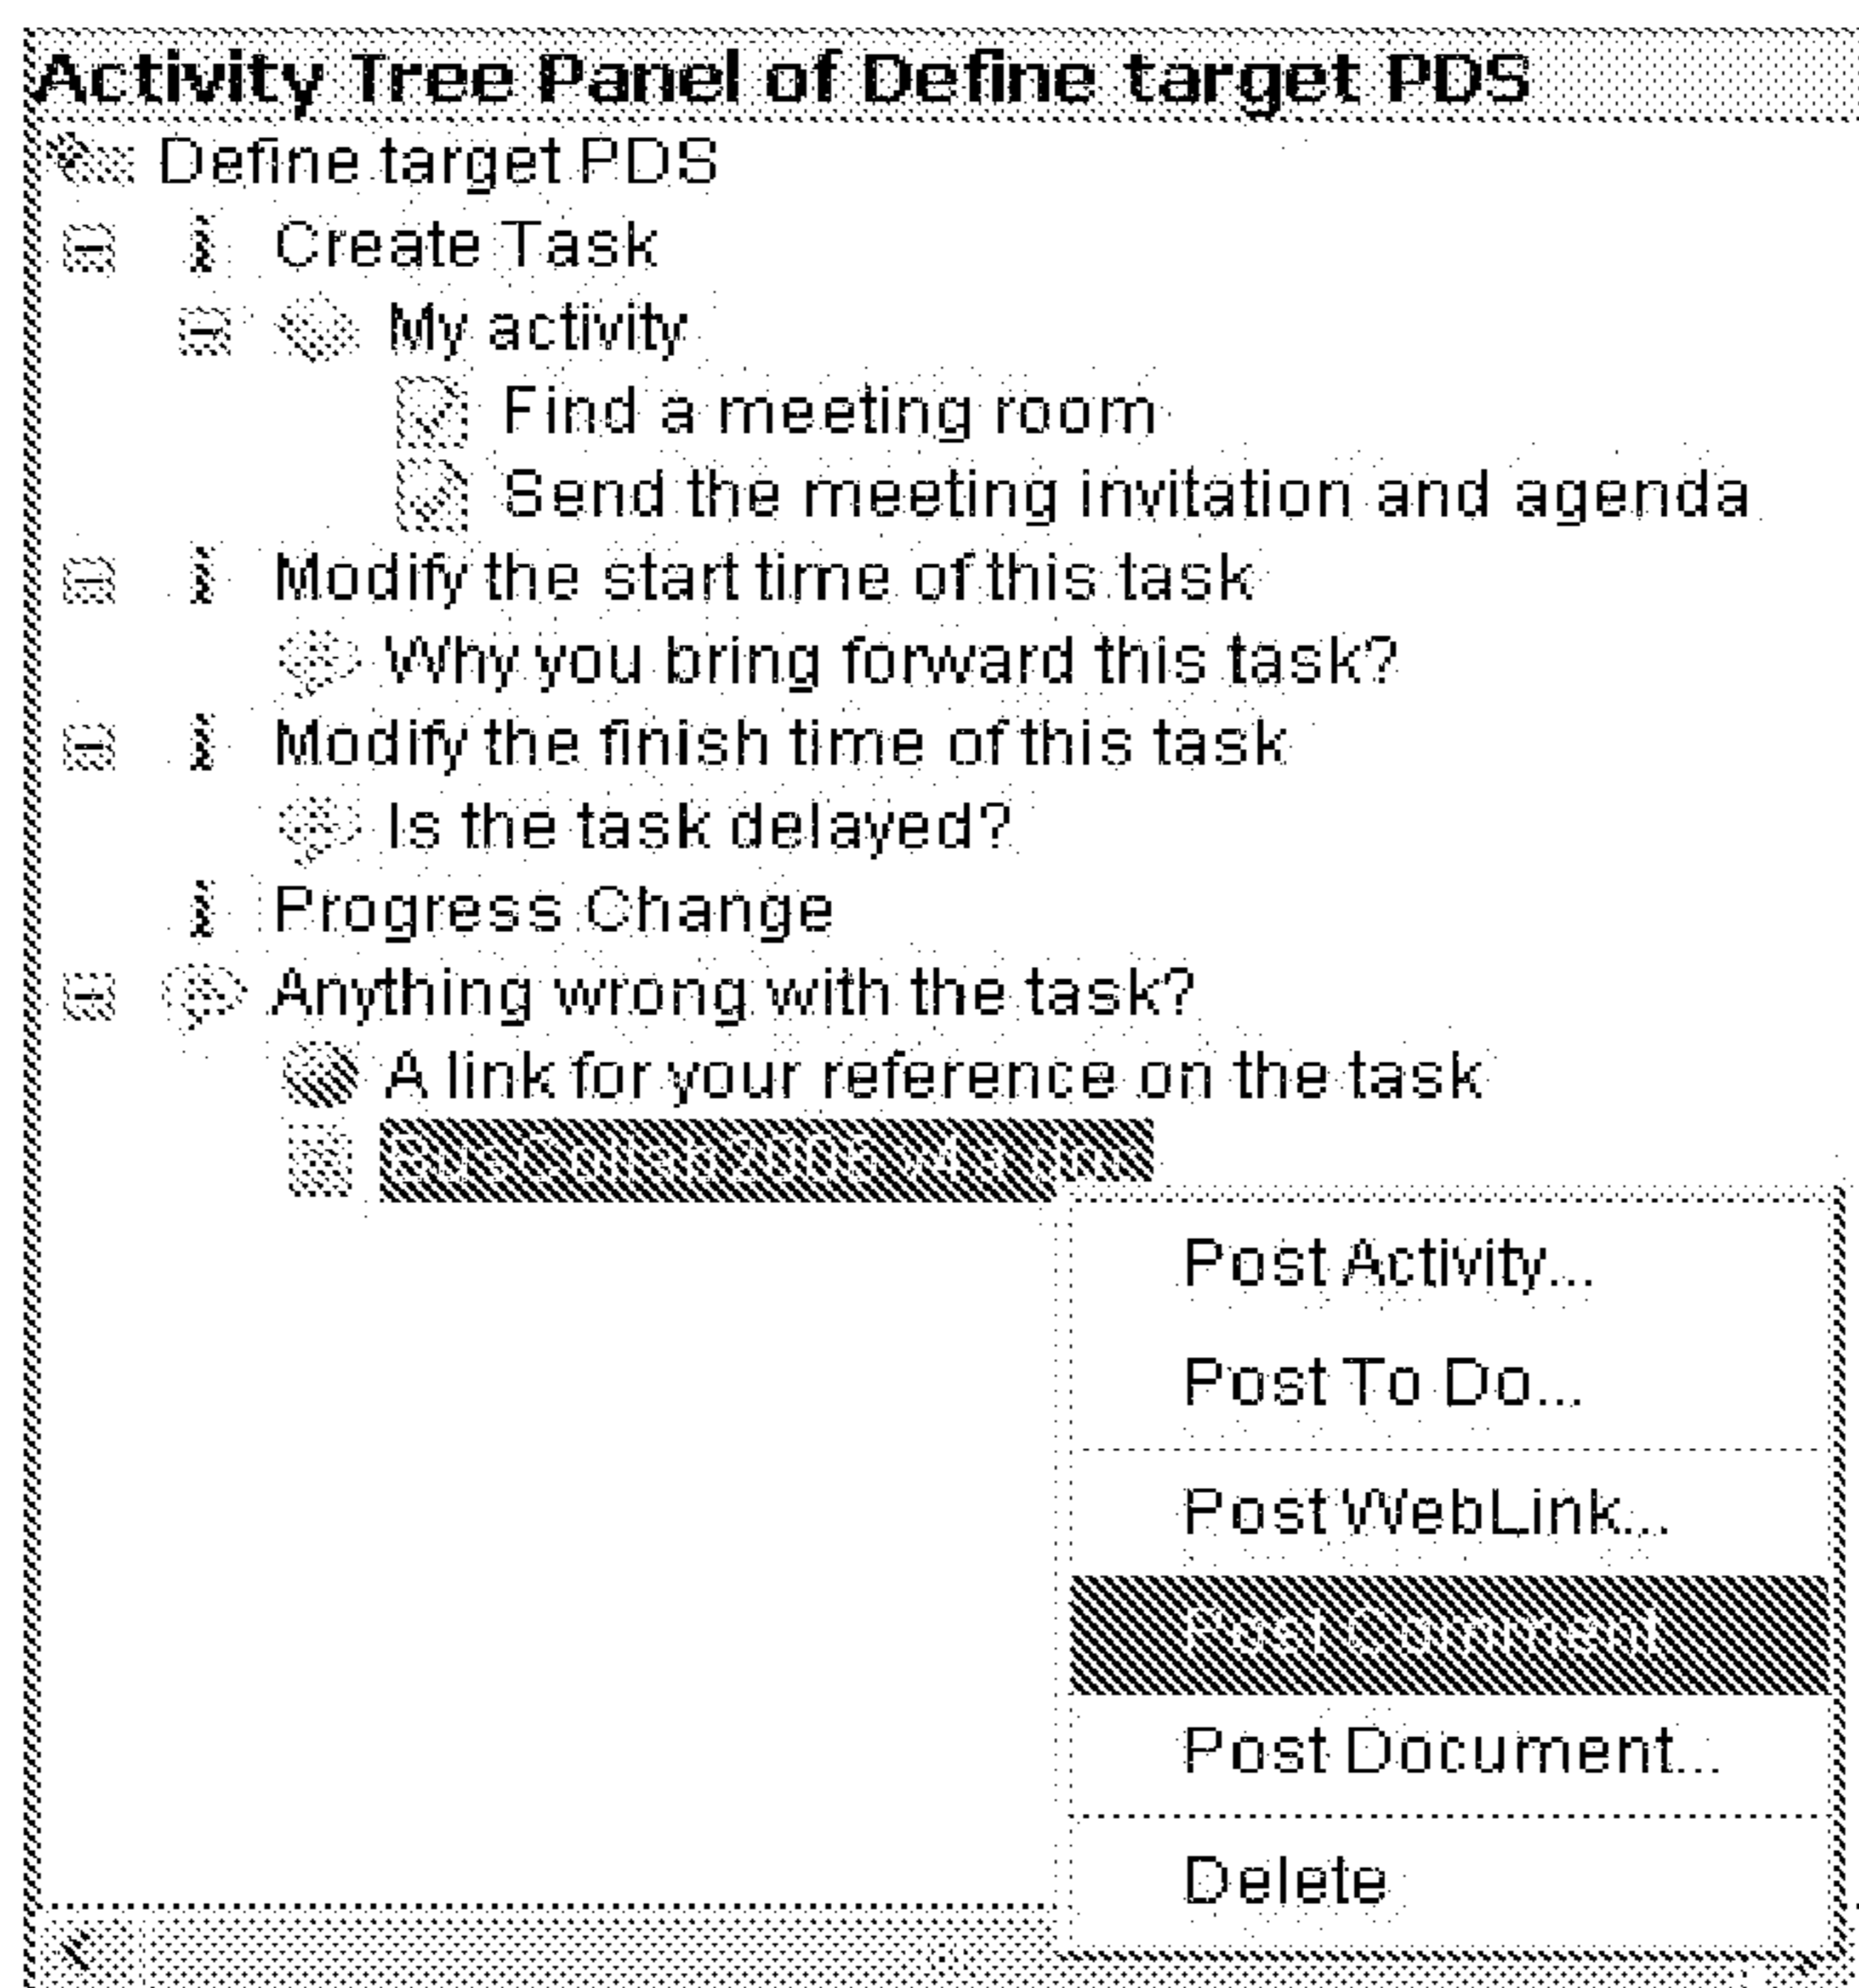 Activity Tree Panel of Define target PDS
Define target PDS
Create Task
My activity
Find a meeting room
Send the meeting invitation and agenda
Modify the start time of this task
Why you bring forward this task?
Modify the finish time of this task
Is the task delayed?
Progress Change
Anything wrong with the task?
A link for your reference on the task
Post Activity...
Post To Do...
Post WebLink...
Post Comment
Post Document...
Delete